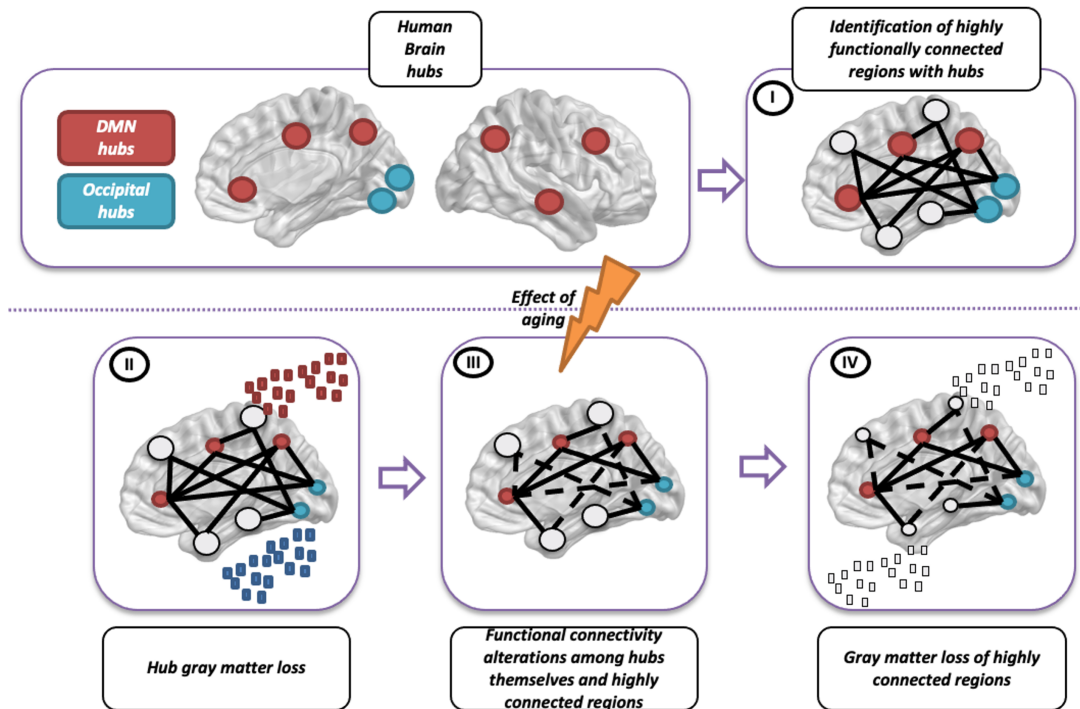 Human
Brain
hubs
Identification of highly
functionally connected
regions with hubs
DMN
hubs
Occipital
hubs
I
Effect of
aging
II
III
IV
Hub gray matter loss
Functional connectivity
alterations among hubs
themselves and highly
connected regions
Gray matter loss of highly
connected regions